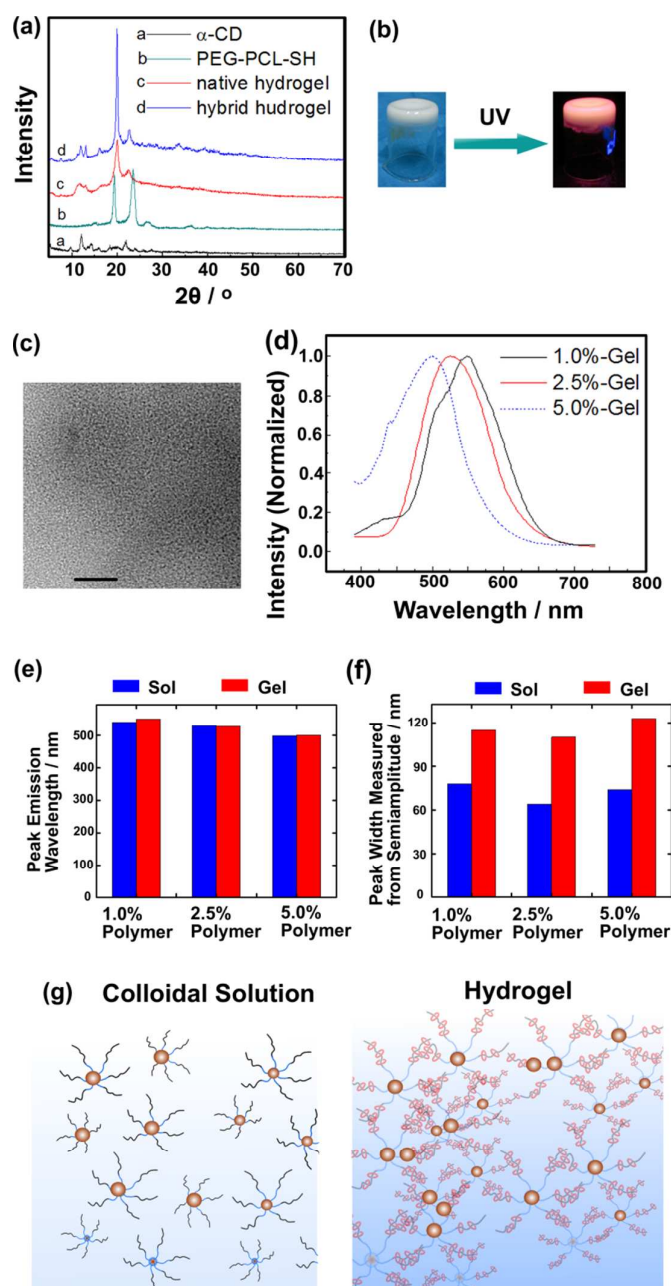 (a)
a — α-CD
b — PEG-PCL-SH
c — native hydrogel
d — hybrid hudrogel
d
c
b
a
Intensity
10 20 30 40 50 60 70
2θ / o
(b)
UV
(c)
(d)
1.0%-Gel
2.5%-Gel
5.0%-Gel
Intensity (Normalized)
1.0
0.8
0.6
0.4
0.2
0.0
400 500 600 700 800
Wavelength / nm
(e)
Sol Gel
Peak Emission
Wavelength / nm
500
400
300
200
100
0
1.0% 2.5% 5.0%
Polymer Polymer Polymer
(f)
Sol Gel
Peak Width Measured
from Semiamplitude / nm
120
90
60
30
0
1.0% 2.5% 5.0%
Polymer Polymer Polymer
(g)
Colloidal Solution
Hydrogel